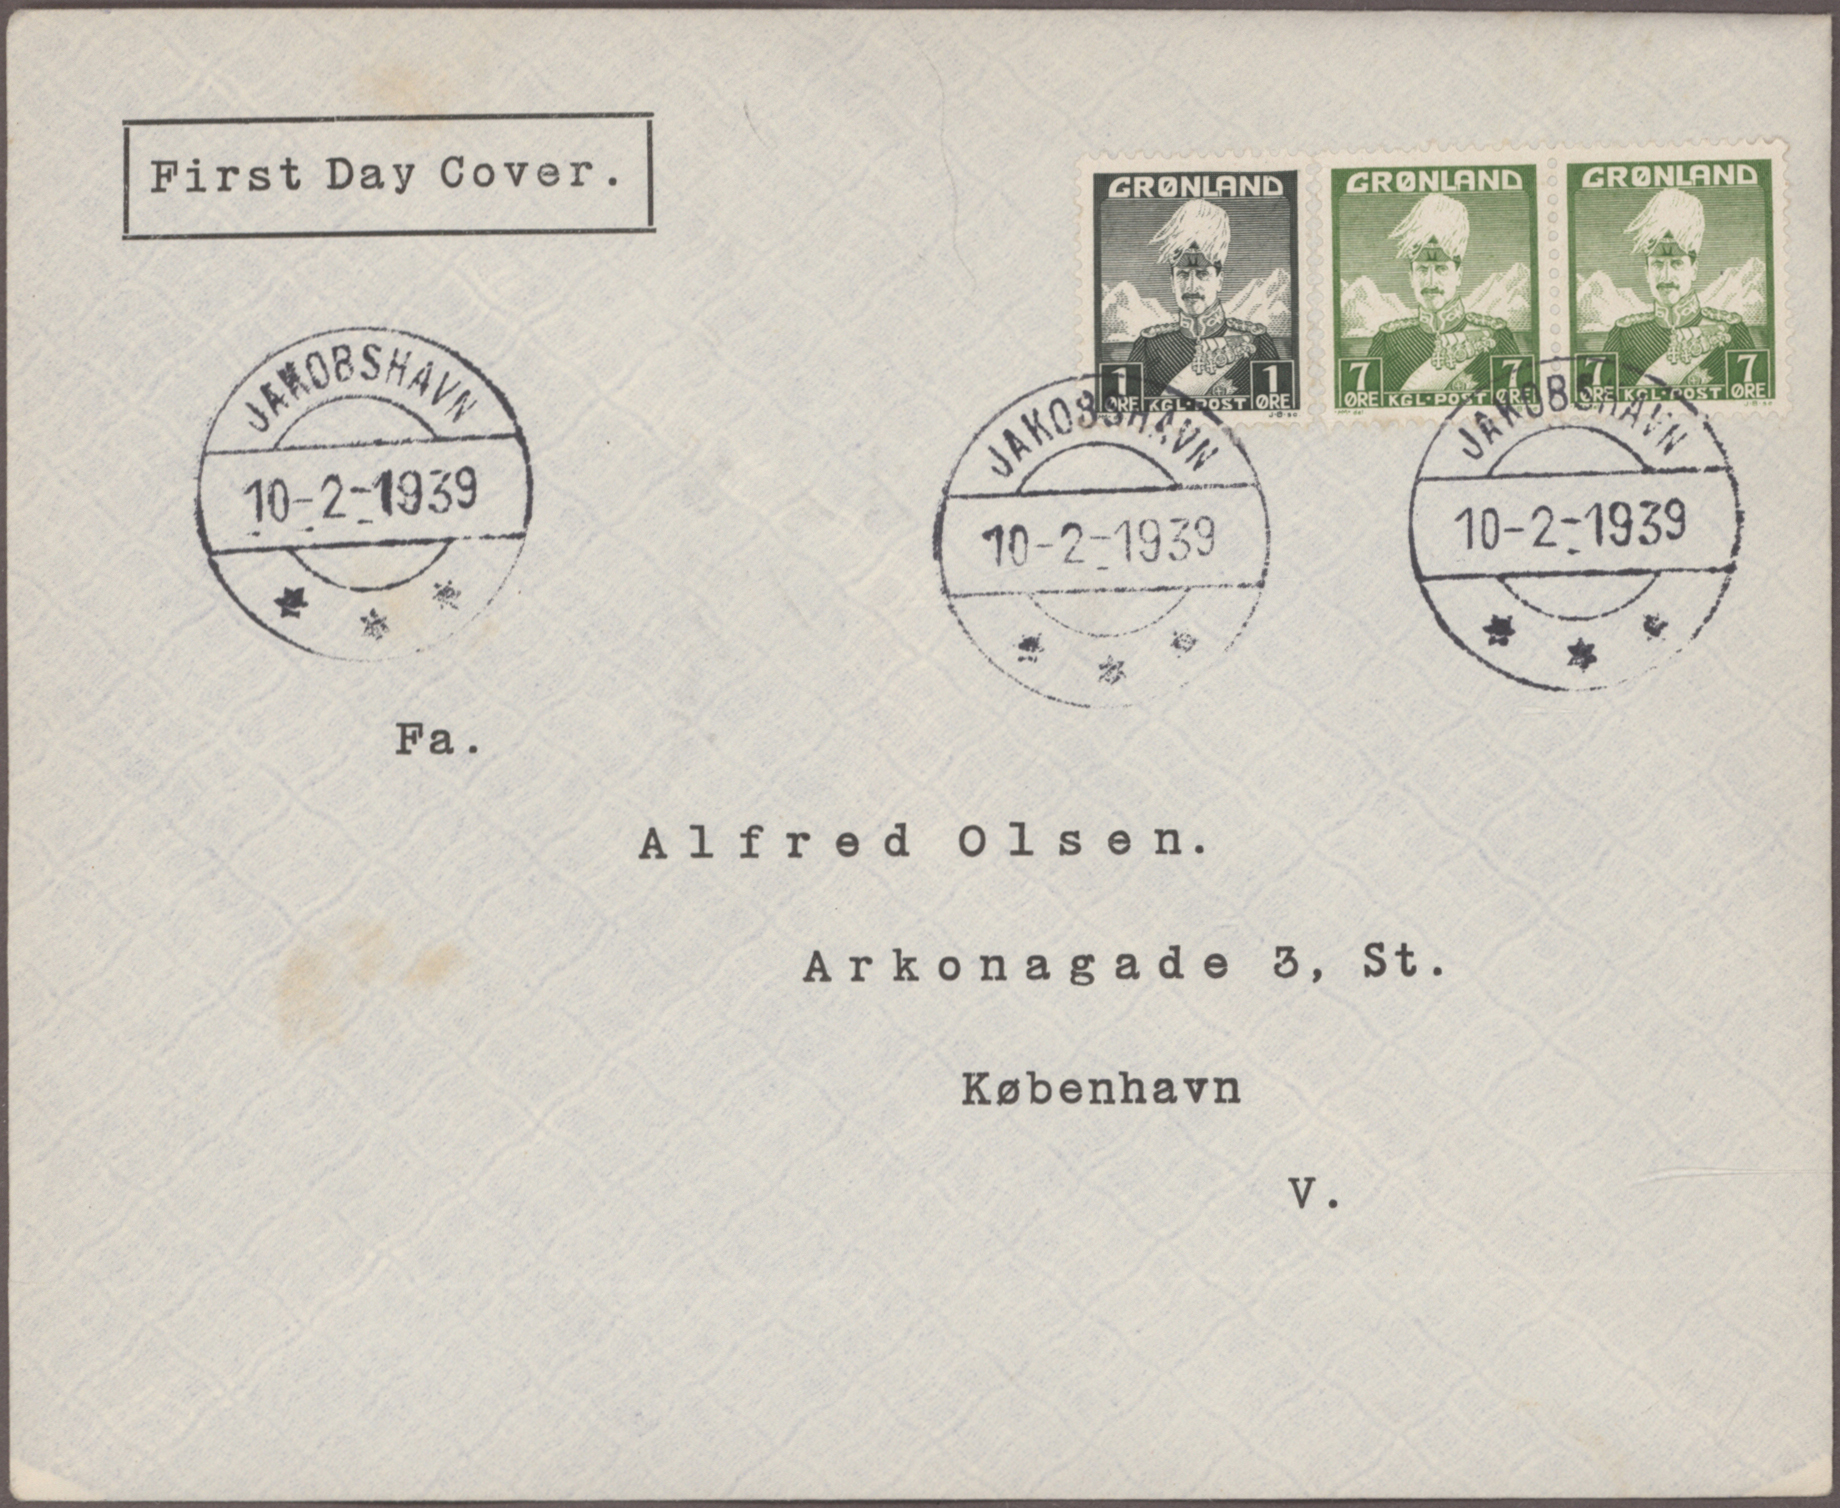 First Day Cover.
GRØNLAND
1 1
ØRE KGL·POST ØRE
GRØNLAND
7 7
ØRE KGL·POST ØRE
GRØNLAND
7 7
ØRE KGL·POST ØRE
JAKOBSHAVN
10-2-1939
JAKOBSHAVN
10-2-1939
JAKOBSHAVN
10-2-1939
Fa.
Alfred Olsen.
Arkonagade 3, St.
København
V.